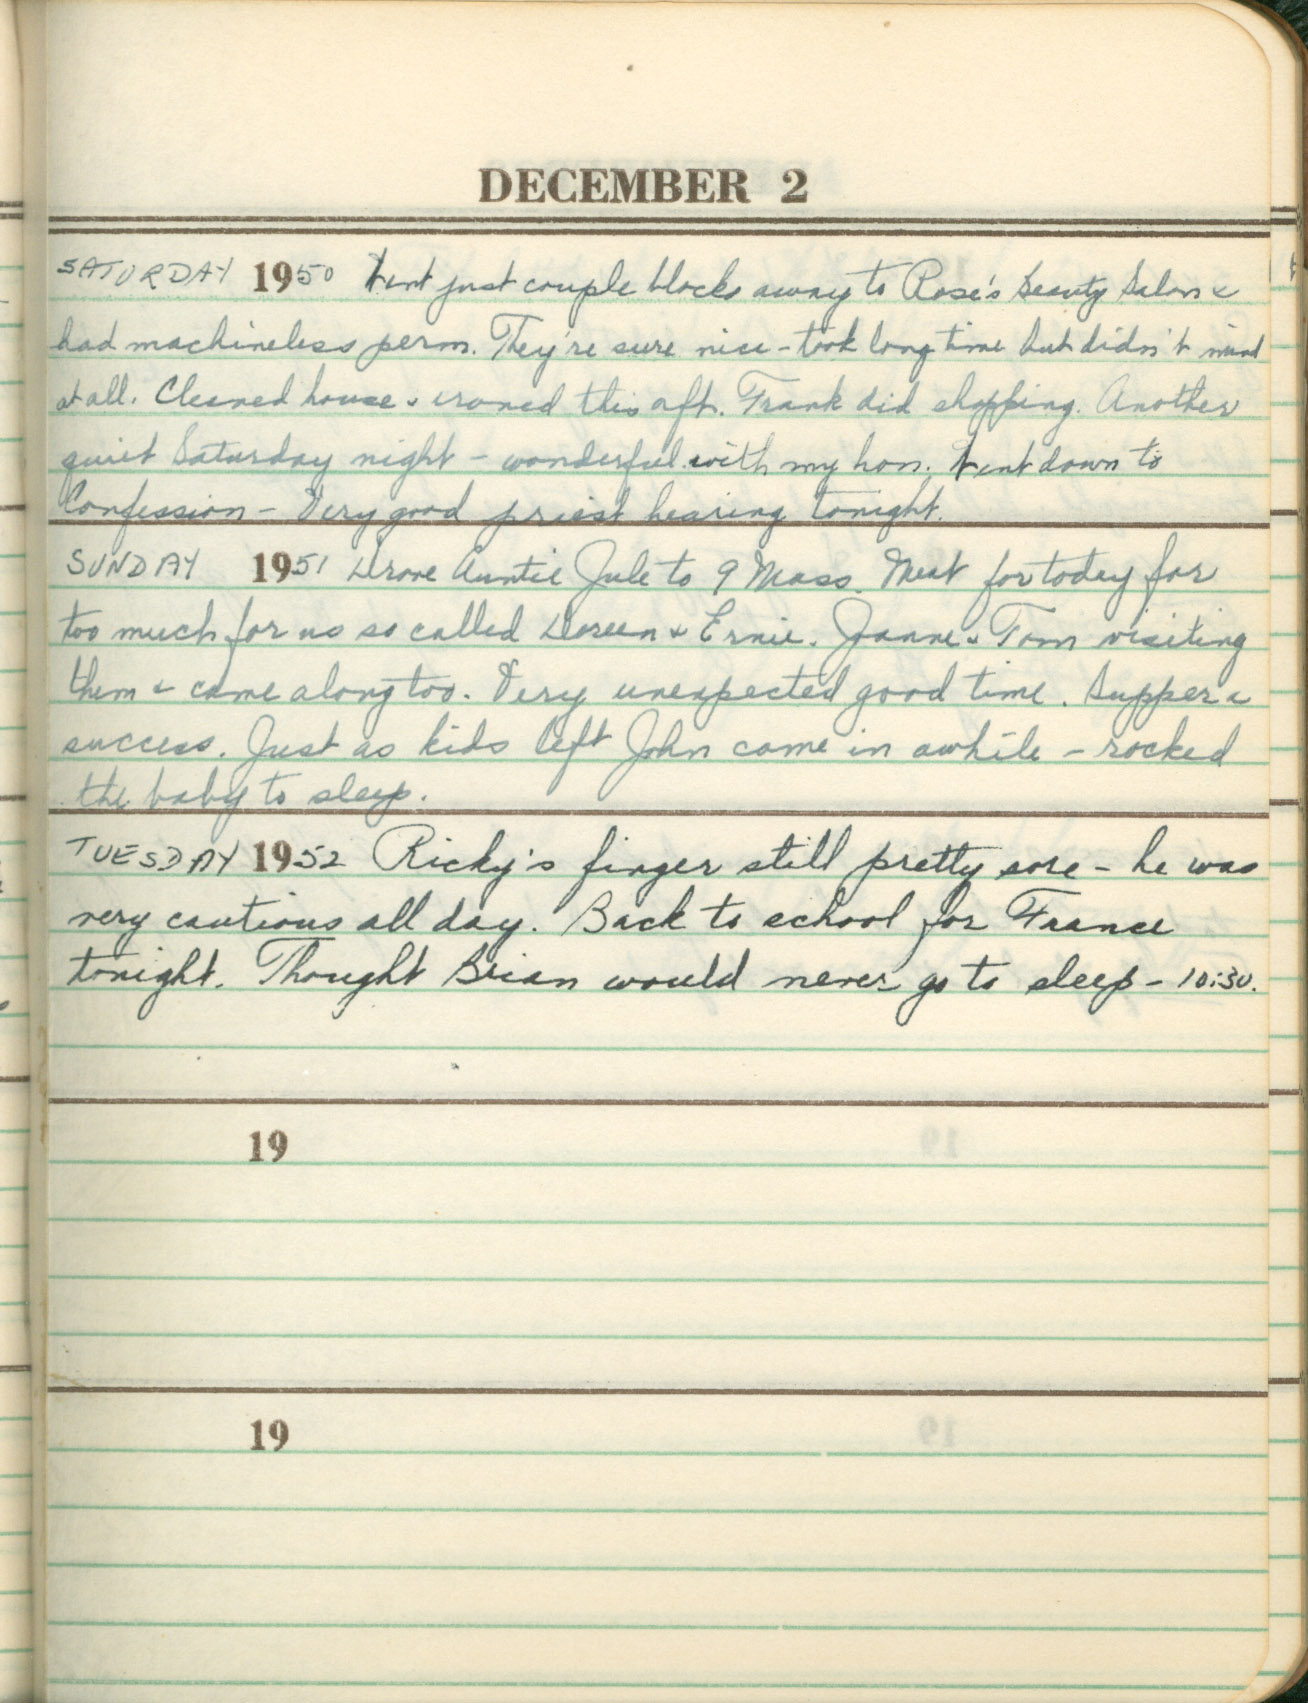 DECEMBER 2
SATURDAY 1950 Went just couple blocks away to Rose's Beauty Salon &
had machineless perm. They're sure nice - took long time but didn't mind
at all. Cleaned house & ironed this aft. Frank did shopping. Another
quiet Saturday night - wonderful with my hon. Went down to
Confession - Very good priest hearing tonight.
SUNDAY 1951 Drove Auntie Jule to 9 Mass. Meat for today far
too much for us so called Doreen & Ernie. Joanne & Tom visiting
them & came along too. Very unexpected good time. Supper a
success. Just as kids left John came in awhile - rocked
the baby to sleep.
TUESDAY 1952 Ricky's finger still pretty sore - he was
very cautious all day. Back to school for France
tonight. Thought Brian would never go to sleep - 10:30.
19
19